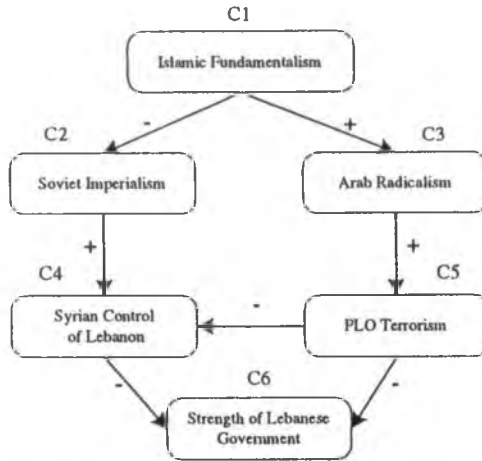 C1
Islamic Fundamentalism
- +
C2 C3
Soviet Imperialism Arab Radicalism
+ +
C4 C5
Syrian Control
of Lebanon
- PLO Terrorism
- C6 -
Strength of Lebanese
Government